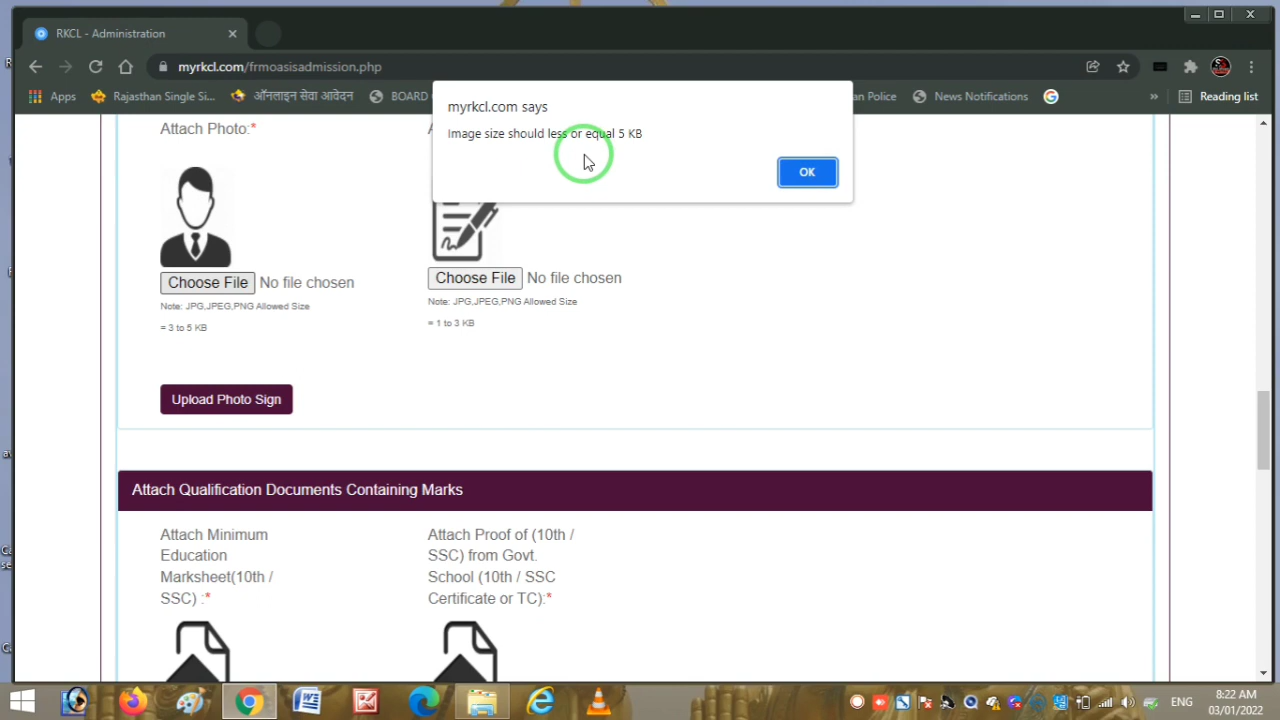 RKCL - Administration
myrkcl.com/frmoasisadmission.php
Apps
Rajasthan Single Si...
ऑनलाइन सेवा आवेदन
BOARD
an Police
News Notifications
»
Reading list
myrkcl.com says
Image size should less or equal 5 KB
OK
Attach Photo:*
Choose File No file chosen
Note: JPG,JPEG,PNG Allowed Size
= 3 to 5 KB
Choose File No file chosen
Note: JPG,JPEG,PNG Allowed Size
= 1 to 3 KB
Upload Photo Sign
Attach Qualification Documents Containing Marks
Attach Minimum
Education
Marksheet(10th /
SSC) :*
Attach Proof of (10th /
SSC) from Govt.
School (10th / SSC
Certificate or TC):*
ENG
8:22 AM
03/01/2022